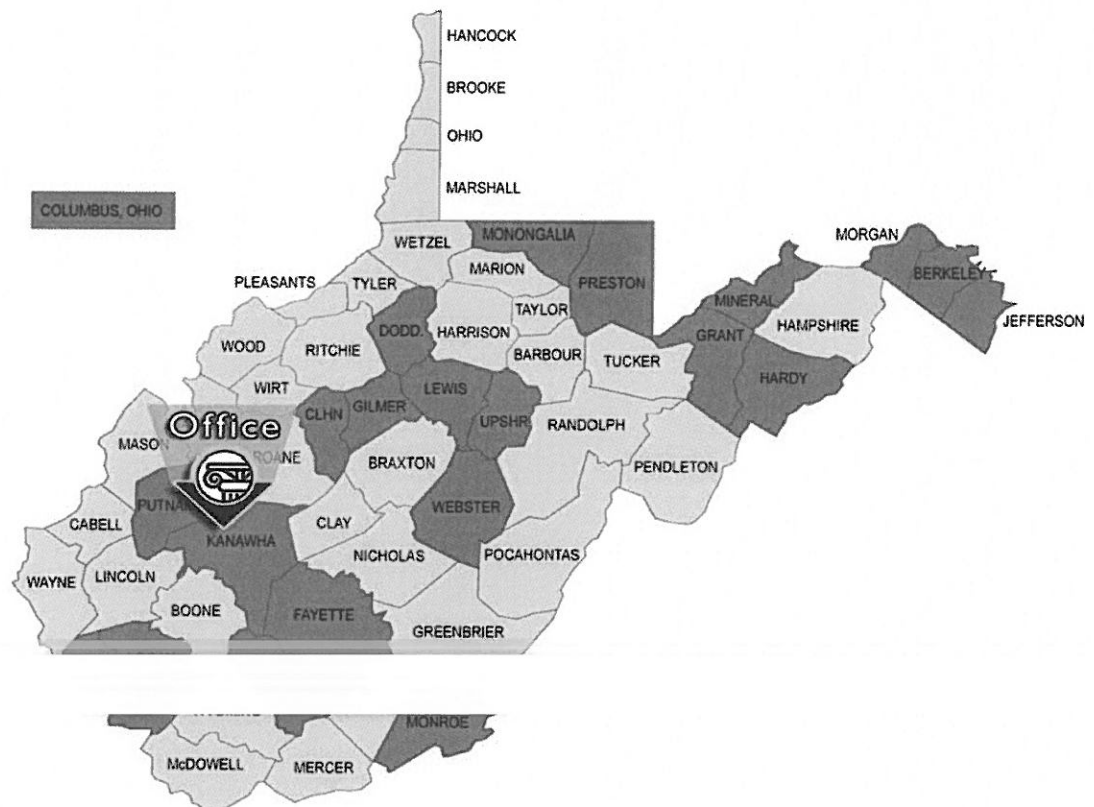 HANCOCK
BROOKE
OHIO
MARSHALL
COLUMBUS, OHIO
MONONGALIA
MORGAN
WETZEL
MARION
BERKELEY
PLEASANTS
TYLER
PRESTON
MINERAL
TAYLOR
JEFFERSON
DODD.
HARRISON
GRANT
HAMPSHIRE
WOOD
RITCHIE
BARBOUR
TUCKER
HARDY
WIRT
LEWIS
CLHN
GILMER
UPSHR
RANDOLPH
Office
MASON
ROANE
BRAXTON
PENDLETON
PUTNAM
WEBSTER
CABELL
CLAY
KANAWHA
NICHOLAS
POCAHONTAS
WAYNE
LINCOLN
BOONE
FAYETTE
GREENBRIER
MONROE
McDOWELL
MERCER